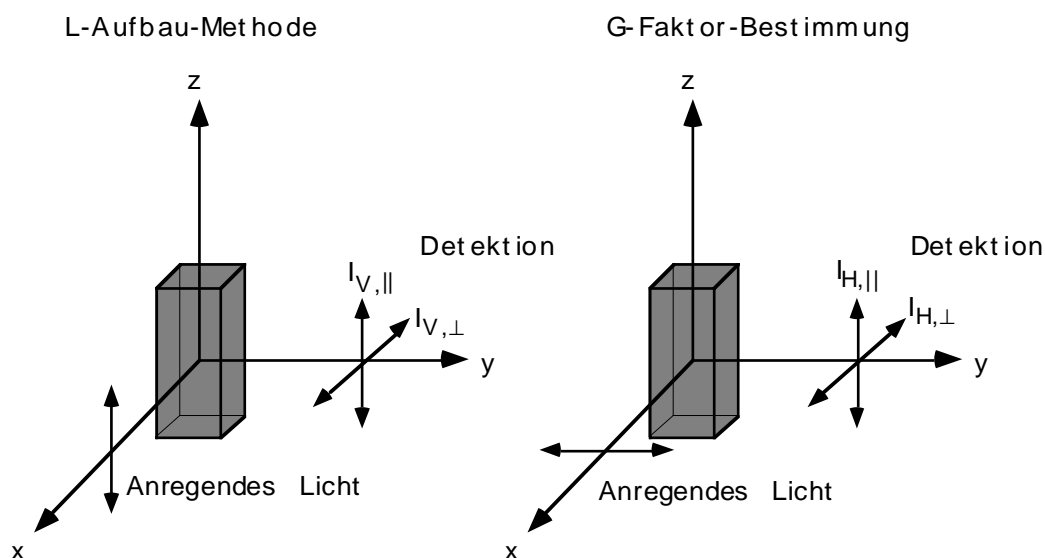 L-Aufbau-Methode
G-Faktor-Bestimmung
z
z
Detektion
Detektion
I_V,||
I_V,⊥
I_H,||
I_H,⊥
y
y
Anregendes Licht
Anregendes Licht
x
x